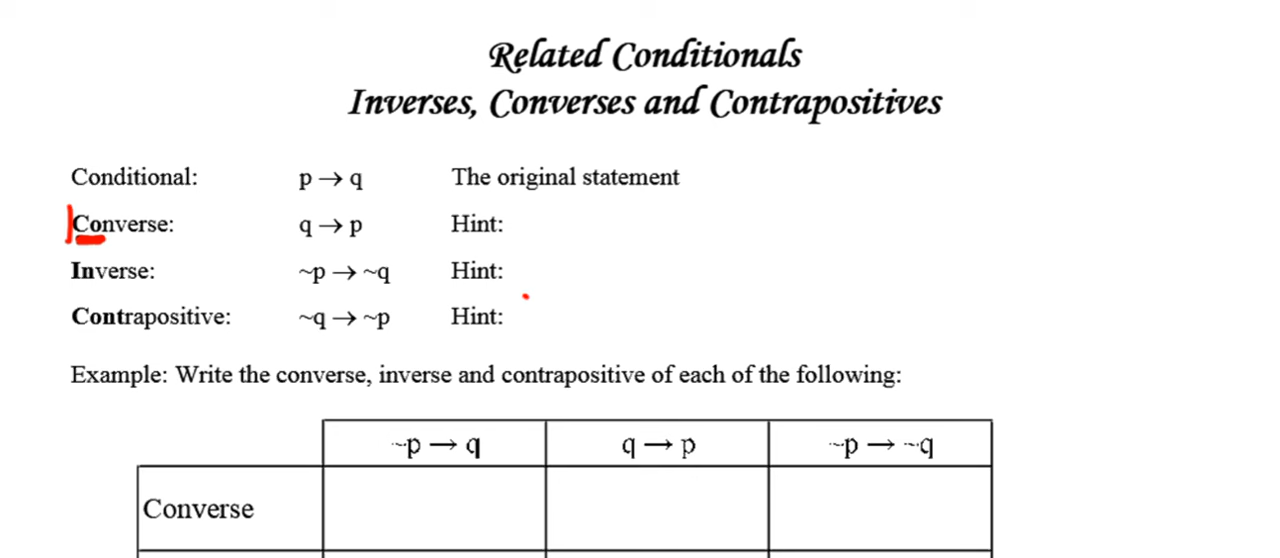 Related Conditionals
Inverses, Converses and Contrapositives
Conditional: p → q The original statement
Converse: q → p Hint:
Inverse: ~p → ~q Hint:
Contrapositive: ~q → ~p Hint:
Example: Write the converse, inverse and contrapositive of each of the following:
~p → q q → p ~p → ~q
Converse